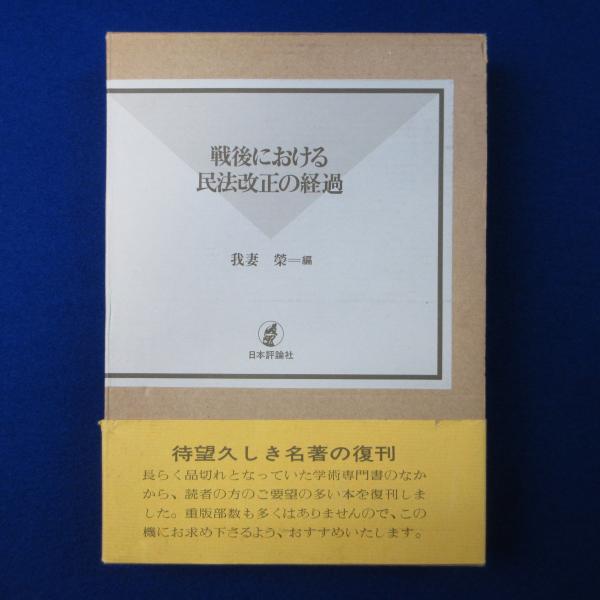 戦後における
民法改正の経過
我妻 榮＝編
日本評論社
待望久しき名著の復刊
長らく品切れとなっていた学術専門書のなか
から、読者の方のご要望の多い本を復刊しま
した。重版部数も多くはありませんので、この
機にお求め下さるよう、おすすめいたします。